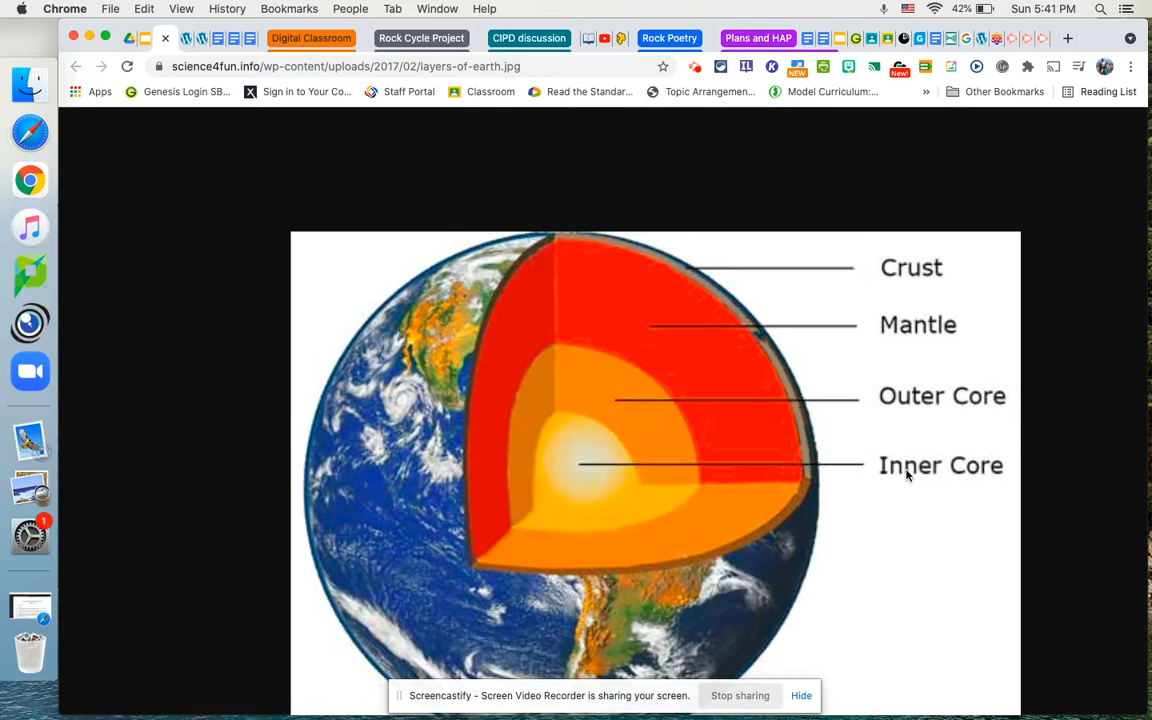 Chrome File Edit View History Bookmarks People Tab Window Help 42% Sun 5:41 PM
Digital Classroom Rock Cycle Project CIPD discussion Rock Poetry Plans and HAP
science4fun.info/wp-content/uploads/2017/02/layers-of-earth.jpg NEW New!
Apps Genesis Login SB... Sign in to Your Co... Staff Portal Classroom Read the Standar... Topic Arrangemen... Model Curriculum:... » Other Bookmarks Reading List
Crust
Mantle
Outer Core
Inner Core
1
Screencastify - Screen Video Recorder is sharing your screen. Stop sharing Hide